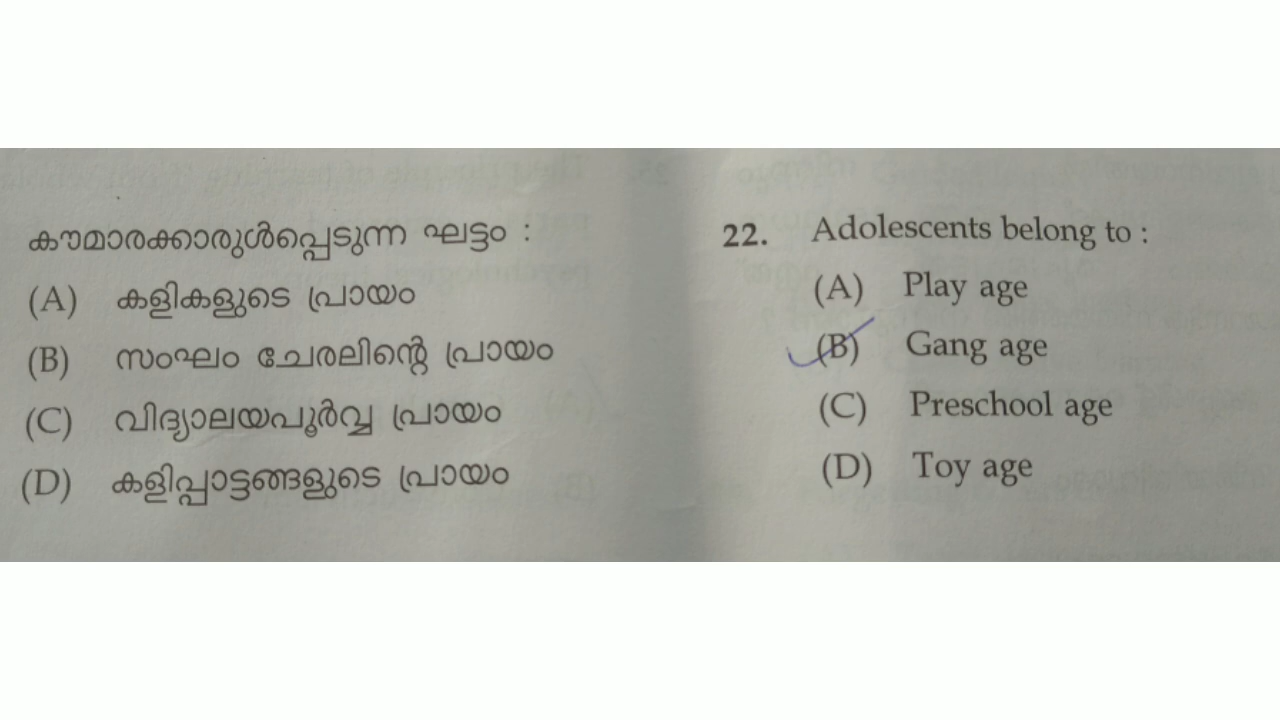 കൗമാരക്കാരുൾപ്പെടുന്ന ഘട്ടം :
(A) കളികളുടെ പ്രായം
(B) സംഘം ചേരലിന്റെ പ്രായം
(C) വിദ്യാലയപൂർവ്വ പ്രായം
(D) കളിപ്പാട്ടങ്ങളുടെ പ്രായം
22. Adolescents belong to :
(A) Play age
(B) Gang age
(C) Preschool age
(D) Toy age